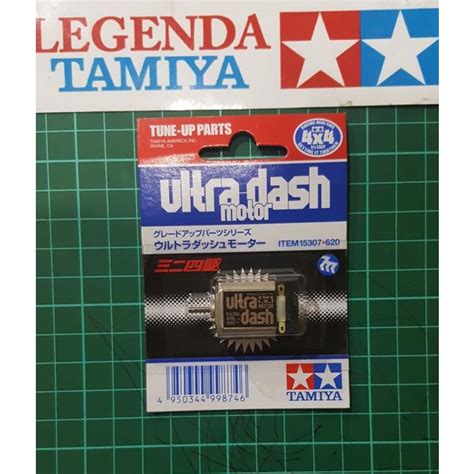 LEGENDA
TAMIYA
TUNE-UP PARTS
TAMIYA AMERICA, INC.
IRVINE, CA.
4x4
ultra dash
motor
グレードアップパーツシリーズ
ウルトラダッシュモーター
ITEM15307•620
ミニ四駆
ultra
dash
MOTOR
4 950344 998746
TAMIYA